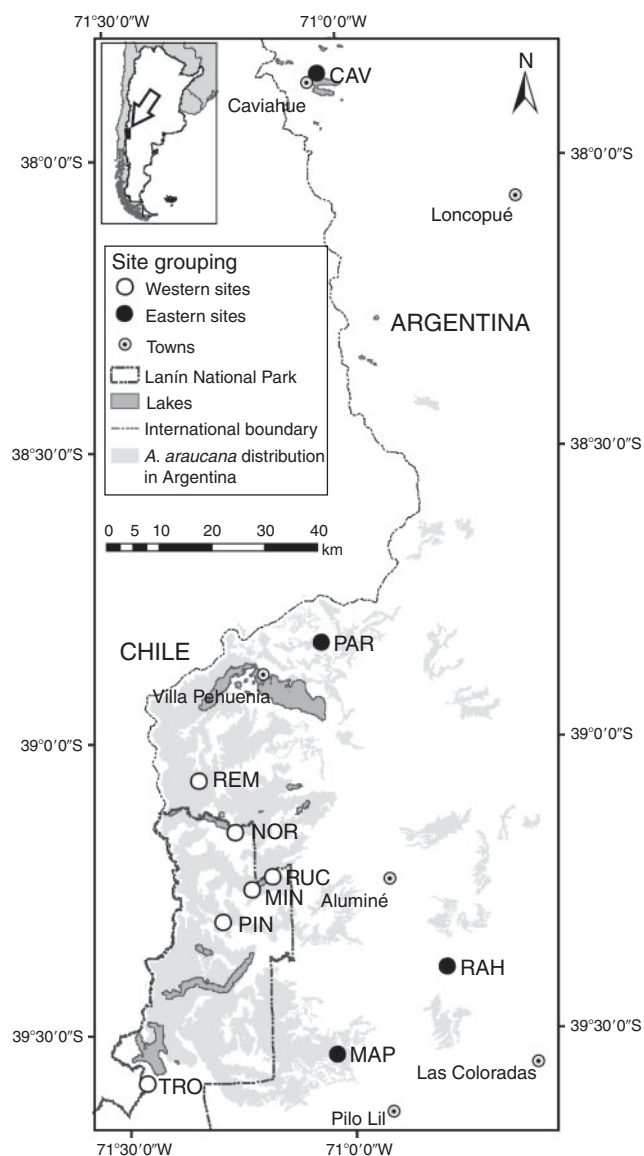 71°30′0″W 71°0′0″W
N
CAV
Caviahue
38°0′0″S 38°0′0″S
Loncopué
Site grouping
Western sites
Eastern sites
Towns
Lanín National Park
Lakes
International boundary
A. araucana distribution
in Argentina
ARGENTINA
38°30′0″S 38°30′0″S
0 5 10 20 30 40
km
CHILE
PAR
Villa Pehuenia
39°0′0″S 39°0′0″S
REM
NOR
RUC
MIN
Aluminé
PIN
RAH
39°30′0″S 39°30′0″S
MAP
Las Coloradas
TRO
Pilo Lil
71°30′0″W 71°0′0″W